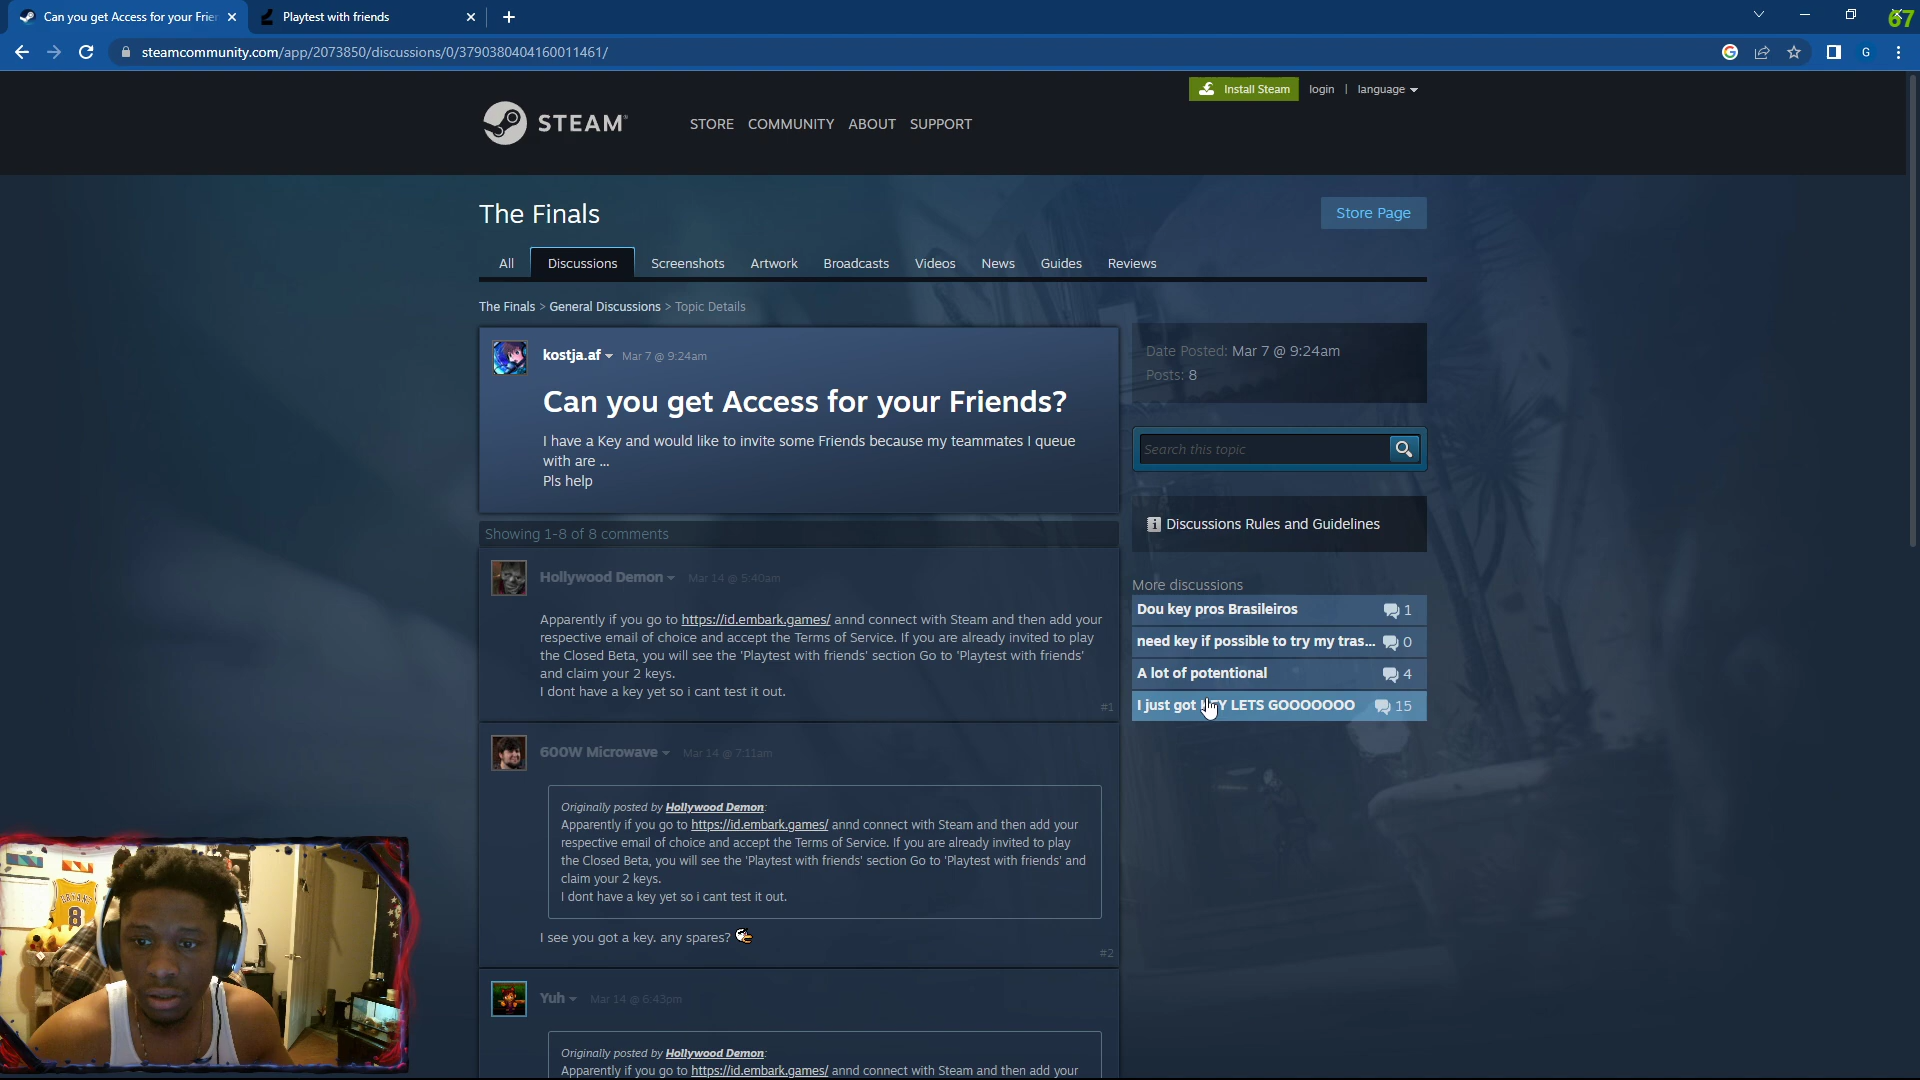 Can you get Access for your Frie
Playtest with friends
67
steamcommunity.com/app/2073850/discussions/0/3790380404160011461/
G
Install Steam
login | language
STEAM
STORE COMMUNITY ABOUT SUPPORT
The Finals
Store Page
All Discussions Screenshots Artwork Broadcasts Videos News Guides Reviews
The Finals > General Discussions > Topic Details
kostja.af Mar 7 @ 9:24am
Can you get Access for your Friends?
I have a Key and would like to invite some Friends because my teammates I queue
with are ...
Pls help
Date Posted: Mar 7 @ 9:24am
Posts: 8
Search this topic
Discussions Rules and Guidelines
More discussions
Dou key pros Brasileiros 1
need key if possible to try my tras... 0
A lot of potentional 4
I just got LETS GOOOOOOO 15
Showing 1-8 of 8 comments
Hollywood Demon Mar 14 @ 5:40am
Apparently if you go to https://id.embark.games/ annd connect with Steam and then add your
respective email of choice and accept the Terms of Service. If you are already invited to play
the Closed Beta, you will see the 'Playtest with friends' section Go to 'Playtest with friends'
and claim your 2 keys.
I dont have a key yet so i cant test it out.
#1
600W Microwave Mar 14 @ 7:11am
Originally posted by Hollywood Demon:
Apparently if you go to https://id.embark.games/ annd connect with Steam and then add your
respective email of choice and accept the Terms of Service. If you are already invited to play
the Closed Beta, you will see the 'Playtest with friends' section Go to 'Playtest with friends' and
claim your 2 keys.
I dont have a key yet so i cant test it out.
I see you got a key. any spares?
#2
Yuh Mar 14 @ 6:43pm
Originally posted by Hollywood Demon:
Apparently if you go to https://id.embark.games/ annd connect with Steam and then add your
8